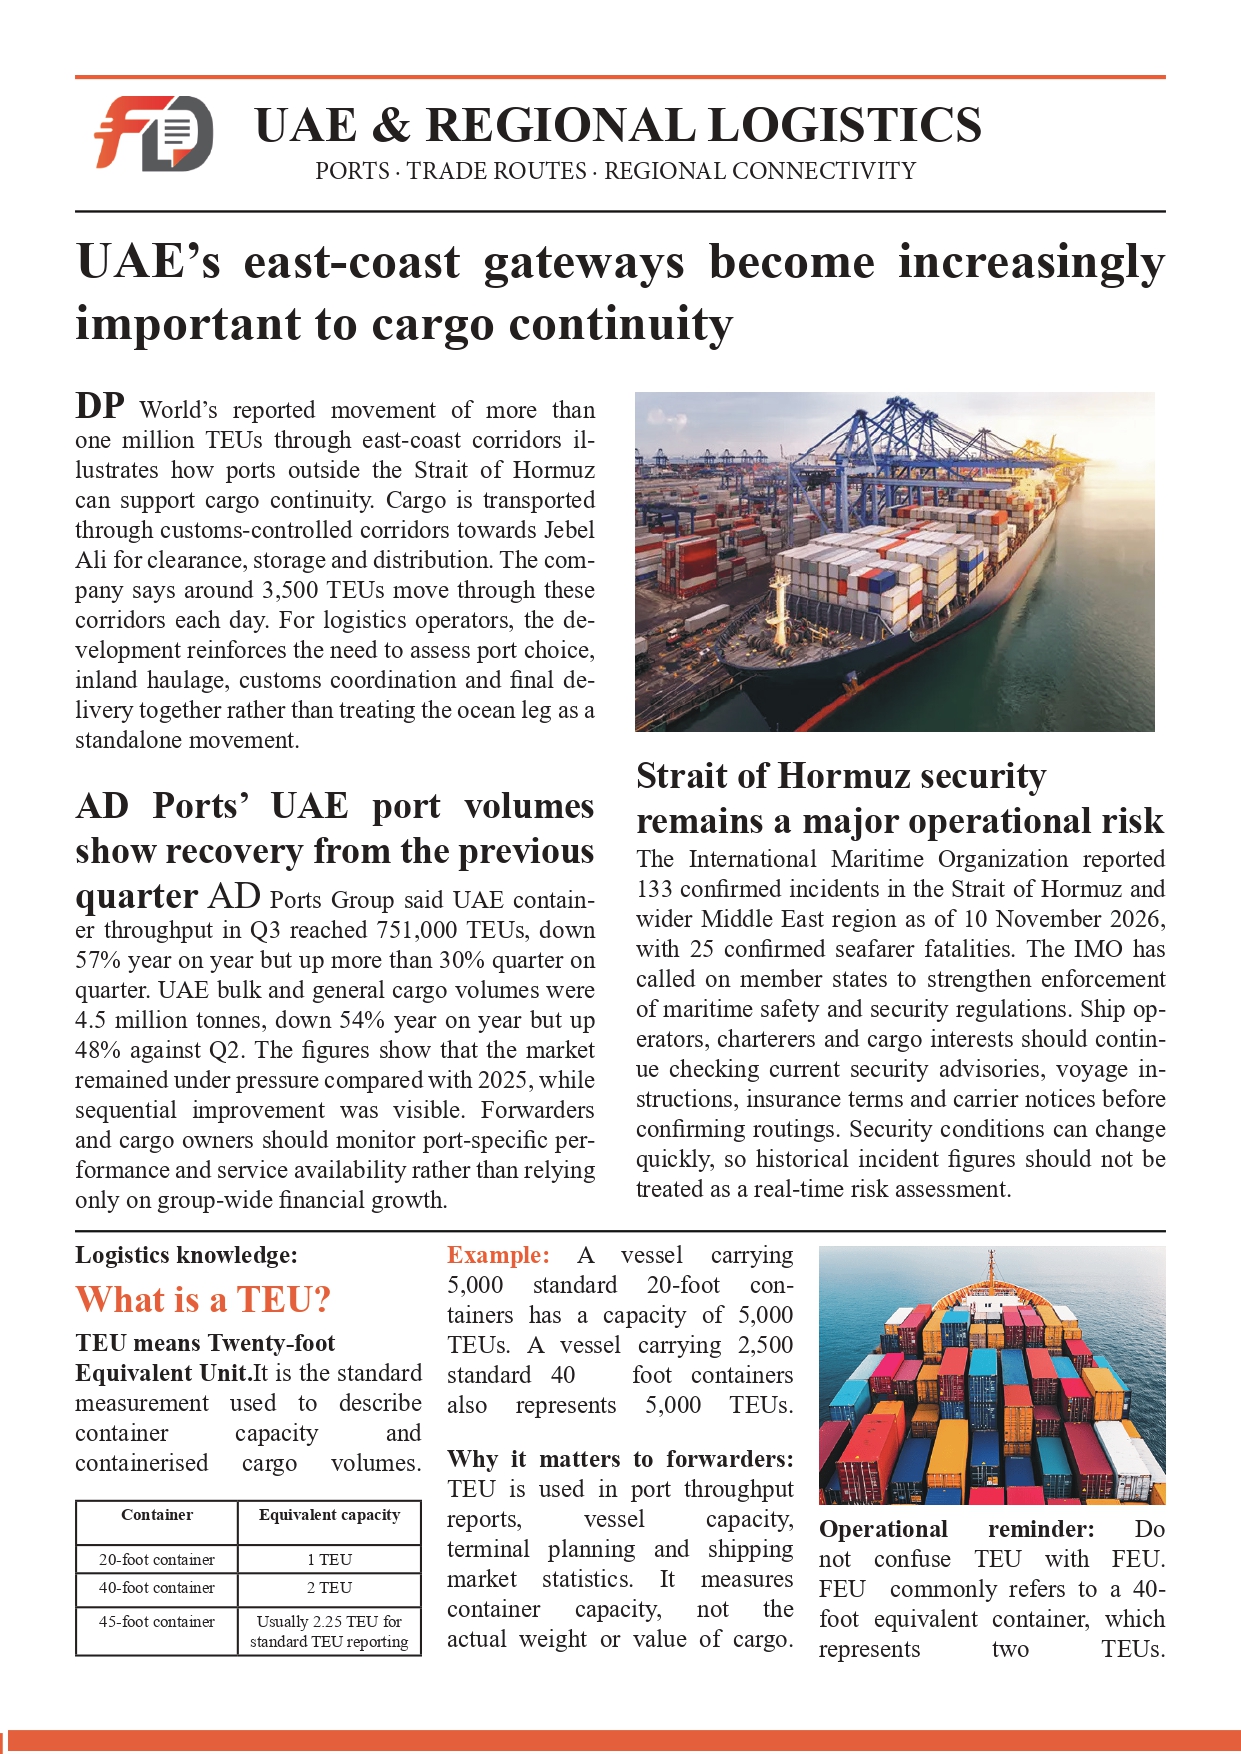 FD
UAE & REGIONAL LOGISTICS
PORTS · TRADE ROUTES · REGIONAL CONNECTIVITY
UAE’s east-coast gateways become increasingly
important to cargo continuity
DP World’s reported movement of more than
one million TEUs through east-coast corridors il-
lustrates how ports outside the Strait of Hormuz
can support cargo continuity. Cargo is transported
through customs-controlled corridors towards Jebel
Ali for clearance, storage and distribution. The com-
pany says around 3,500 TEUs move through these
corridors each day. For logistics operators, the de-
velopment reinforces the need to assess port choice,
inland haulage, customs coordination and final de-
livery together rather than treating the ocean leg as a
standalone movement.
AD Ports’ UAE port volumes
show recovery from the previous
quarter AD Ports Group said UAE contain-
er throughput in Q3 reached 751,000 TEUs, down
57% year on year but up more than 30% quarter on
quarter. UAE bulk and general cargo volumes were
4.5 million tonnes, down 54% year on year but up
48% against Q2. The figures show that the market
remained under pressure compared with 2025, while
sequential improvement was visible. Forwarders
and cargo owners should monitor port-specific per-
formance and service availability rather than relying
only on group-wide financial growth.
Strait of Hormuz security
remains a major operational risk
The International Maritime Organization reported
133 confirmed incidents in the Strait of Hormuz and
wider Middle East region as of 10 November 2026,
with 25 confirmed seafarer fatalities. The IMO has
called on member states to strengthen enforcement
of maritime safety and security regulations. Ship op-
erators, charterers and cargo interests should contin-
ue checking current security advisories, voyage in-
structions, insurance terms and carrier notices before
confirming routings. Security conditions can change
quickly, so historical incident figures should not be
treated as a real-time risk assessment.
Logistics knowledge:
What is a TEU?
TEU means Twenty-foot
Equivalent Unit.It is the standard
measurement used to describe
container capacity and
containerised cargo volumes.
Container Equivalent capacity
20-foot container 1 TEU
40-foot container 2 TEU
45-foot container Usually 2.25 TEU for
standard TEU reporting
Example: A vessel carrying
5,000 standard 20-foot con-
tainers has a capacity of 5,000
TEUs. A vessel carrying 2,500
standard 40 foot containers
also represents 5,000 TEUs.
Why it matters to forwarders:
TEU is used in port throughput
reports, vessel capacity,
terminal planning and shipping
market statistics. It measures
container capacity, not the
actual weight or value of cargo.
Operational reminder: Do
not confuse TEU with FEU.
FEU commonly refers to a 40-
foot equivalent container, which
represents two TEUs.